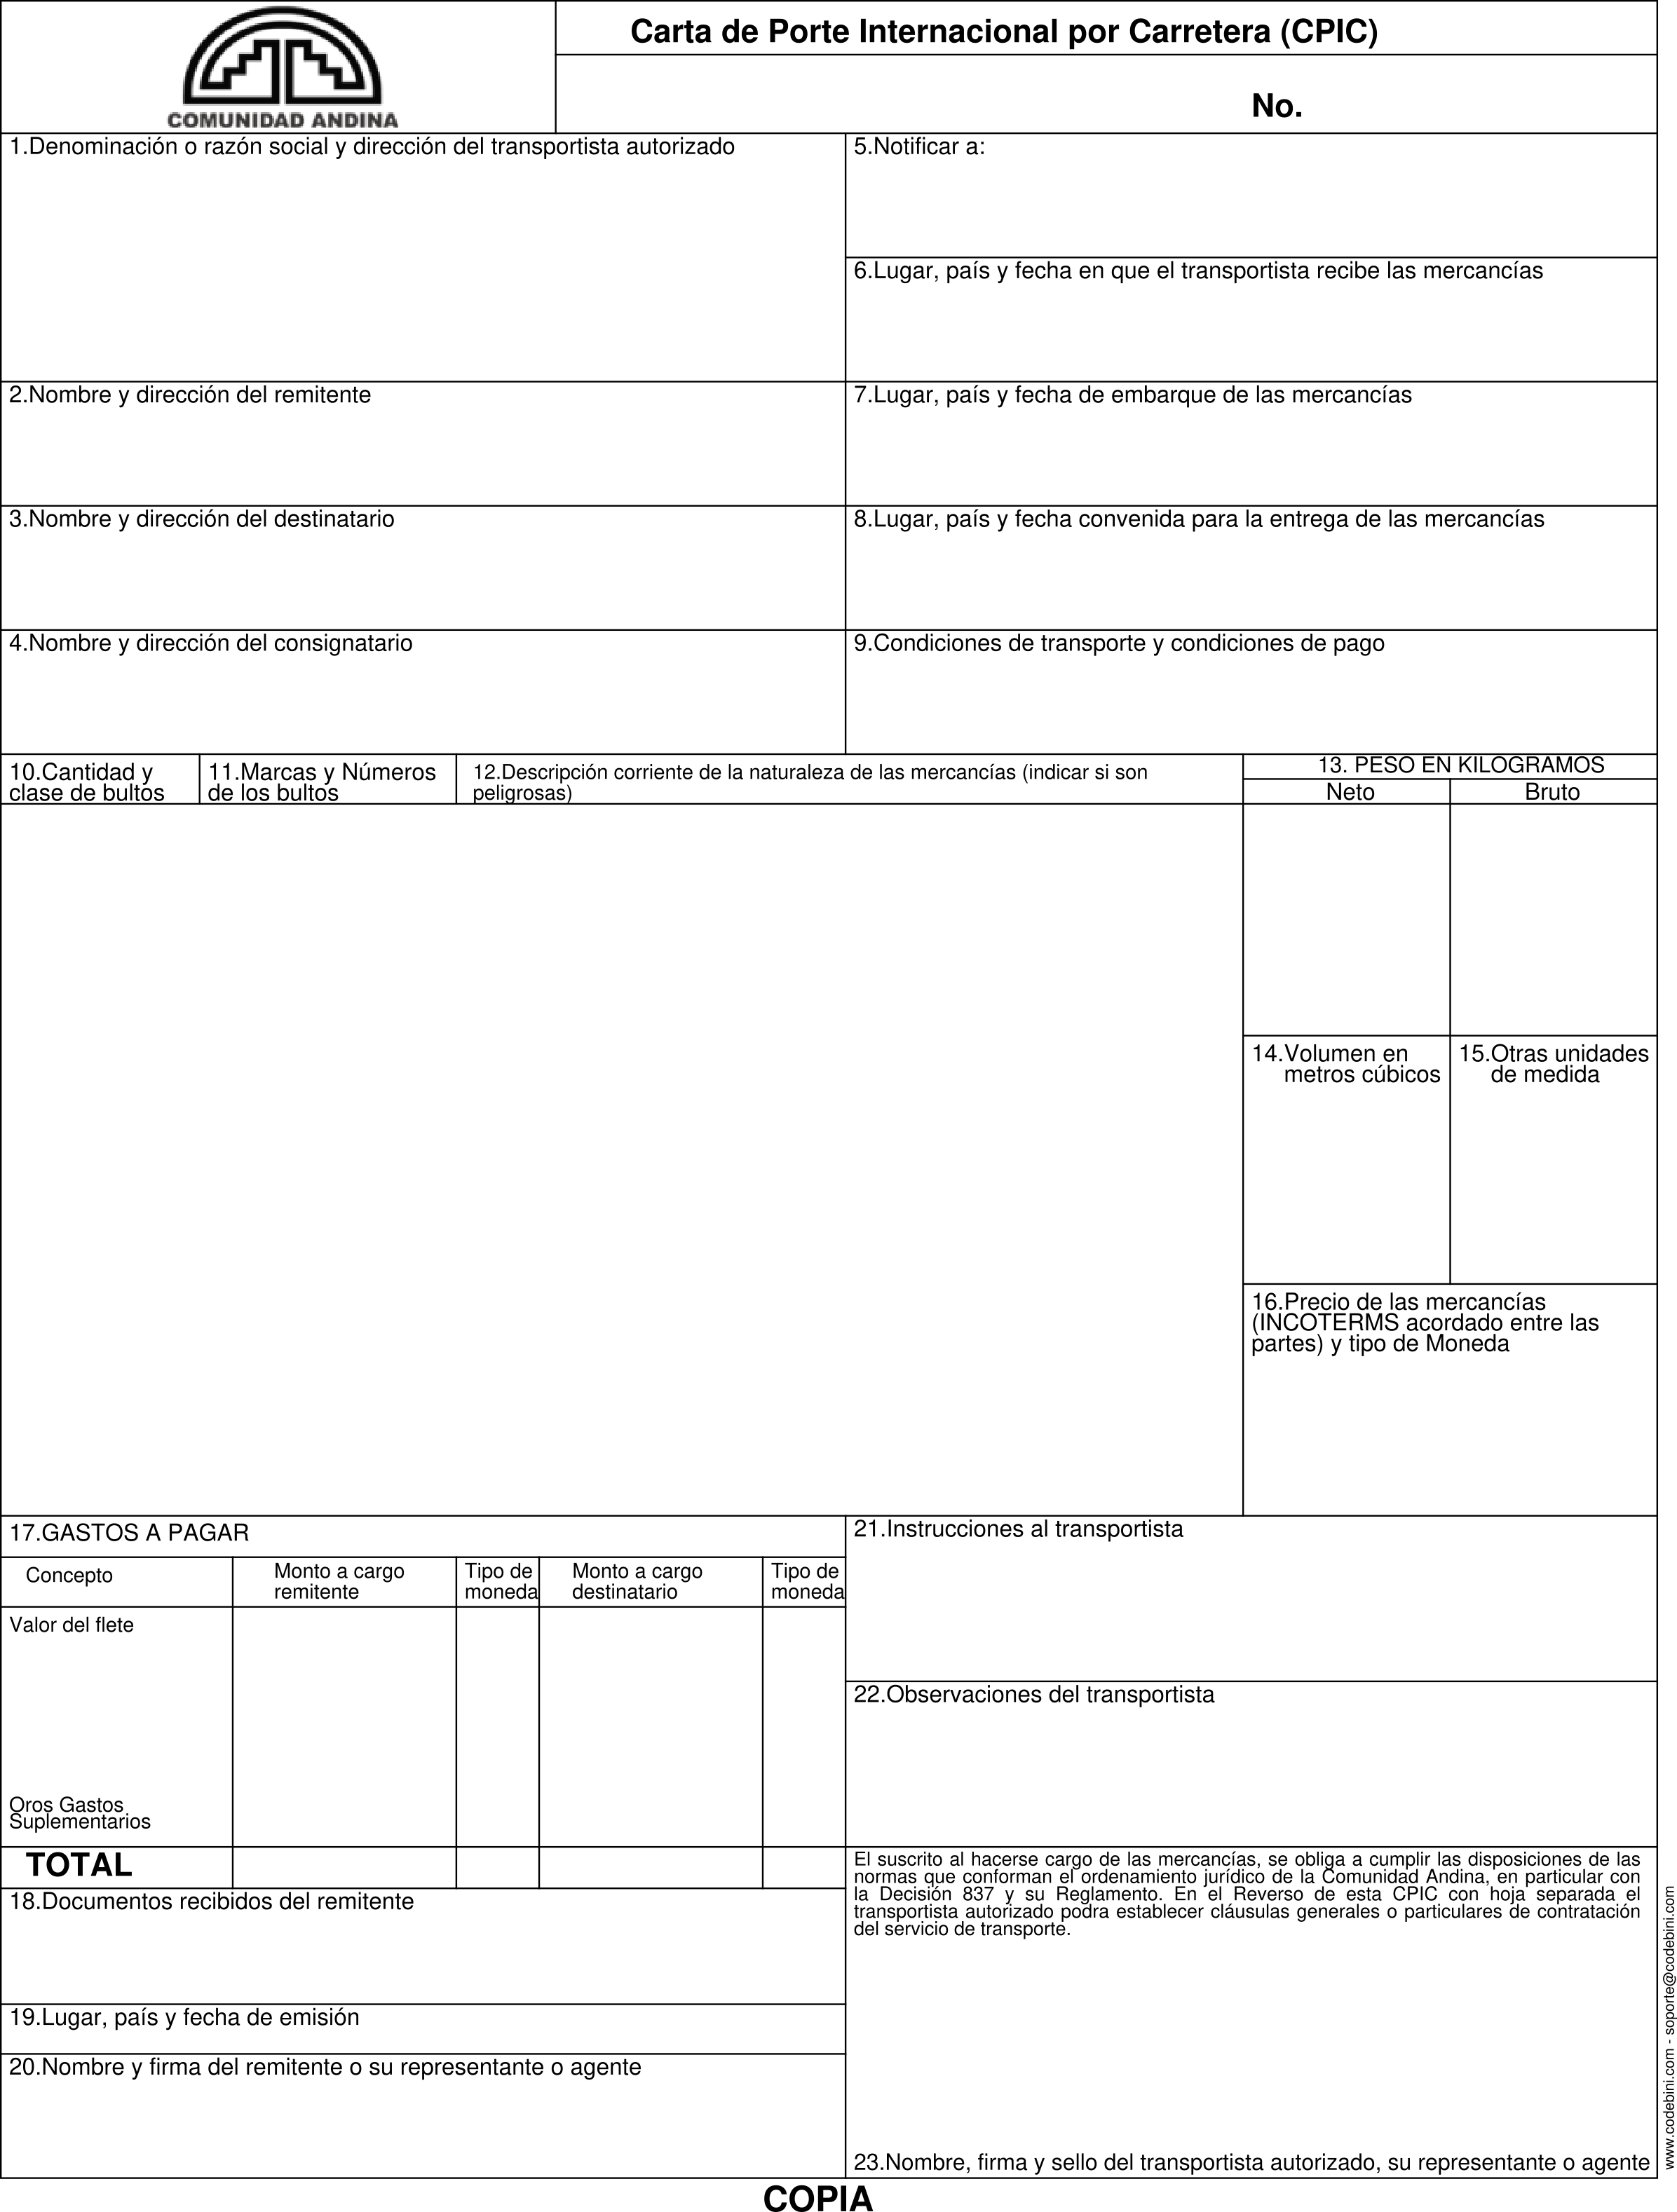 COMUNIDAD ANDINA
Carta de Porte Internacional por Carretera (CPIC)
No.
1.Denominación o razón social y dirección del transportista autorizado
5.Notificar a:
6.Lugar, país y fecha en que el transportista recibe las mercancías
2.Nombre y dirección del remitente
7.Lugar, país y fecha de embarque de las mercancías
3.Nombre y dirección del destinatario
8.Lugar, país y fecha convenida para la entrega de las mercancías
4.Nombre y dirección del consignatario
9.Condiciones de transporte y condiciones de pago
10.Cantidad y
clase de bultos
11.Marcas y Números
de los bultos
12.Descripción corriente de la naturaleza de las mercancías (indicar si son
peligrosas)
13. PESO EN KILOGRAMOS
Neto
Bruto
14.Volumen en
metros cúbicos
15.Otras unidades
de medida
16.Precio de las mercancías
(INCOTERMS acordado entre las
partes) y tipo de Moneda
17.GASTOS A PAGAR
Concepto
Monto a cargo
remitente
Tipo de
moneda
Monto a cargo
destinatario
Tipo de
moneda
Valor del flete
Oros Gastos
Suplementarios
TOTAL
18.Documentos recibidos del remitente
19.Lugar, país y fecha de emisión
20.Nombre y firma del remitente o su representante o agente
21.Instrucciones al transportista
22.Observaciones del transportista
El suscrito al hacerse cargo de las mercancías, se obliga a cumplir las disposiciones de las
normas que conforman el ordenamiento jurídico de la Comunidad Andina, en particular con
la Decisión 837 y su Reglamento. En el Reverso de esta CPIC con hoja separada el
transportista autorizado podra establecer cláusulas generales o particulares de contratación
del servicio de transporte.
23.Nombre, firma y sello del transportista autorizado, su representante o agente
www.codebini.com - soporte@codebini.com
COPIA